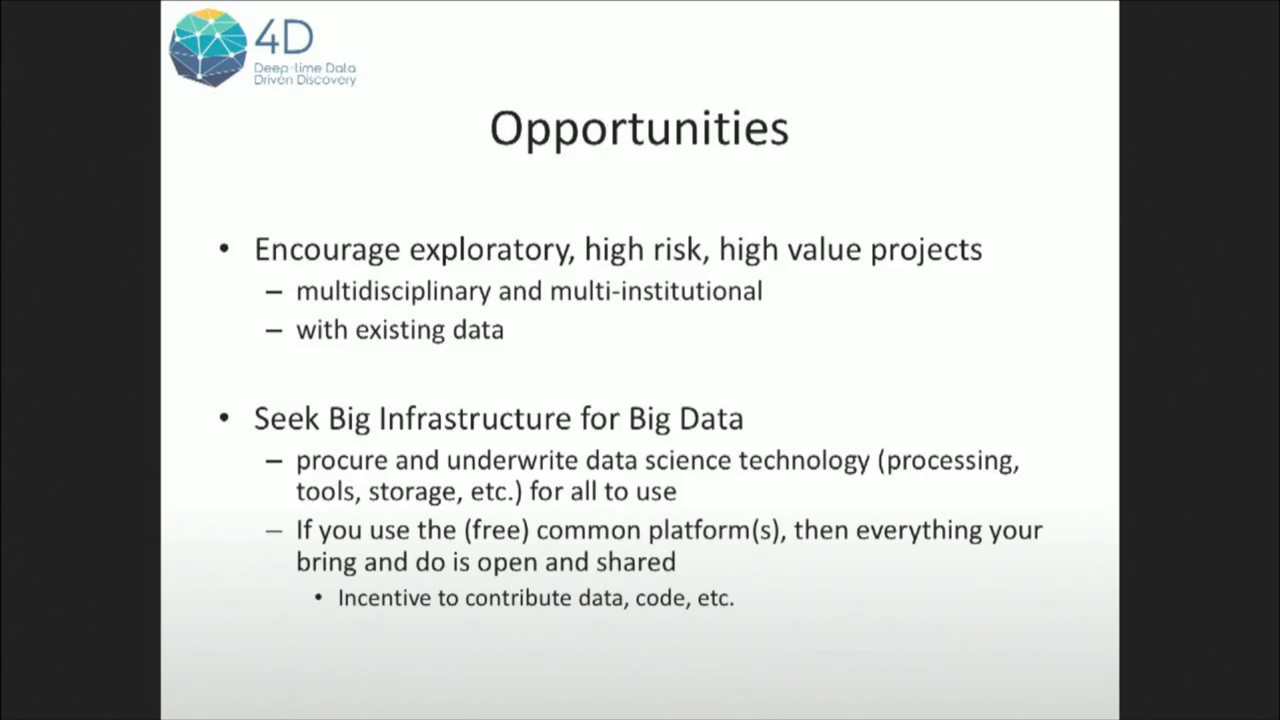 4D
Deep-time Data
Driven Discovery
Opportunities
• Encourage exploratory, high risk, high value projects
– multidisciplinary and multi-institutional
– with existing data
• Seek Big Infrastructure for Big Data
– procure and underwrite data science technology (processing,
tools, storage, etc.) for all to use
– If you use the (free) common platform(s), then everything your
bring and do is open and shared
• Incentive to contribute data, code, etc.